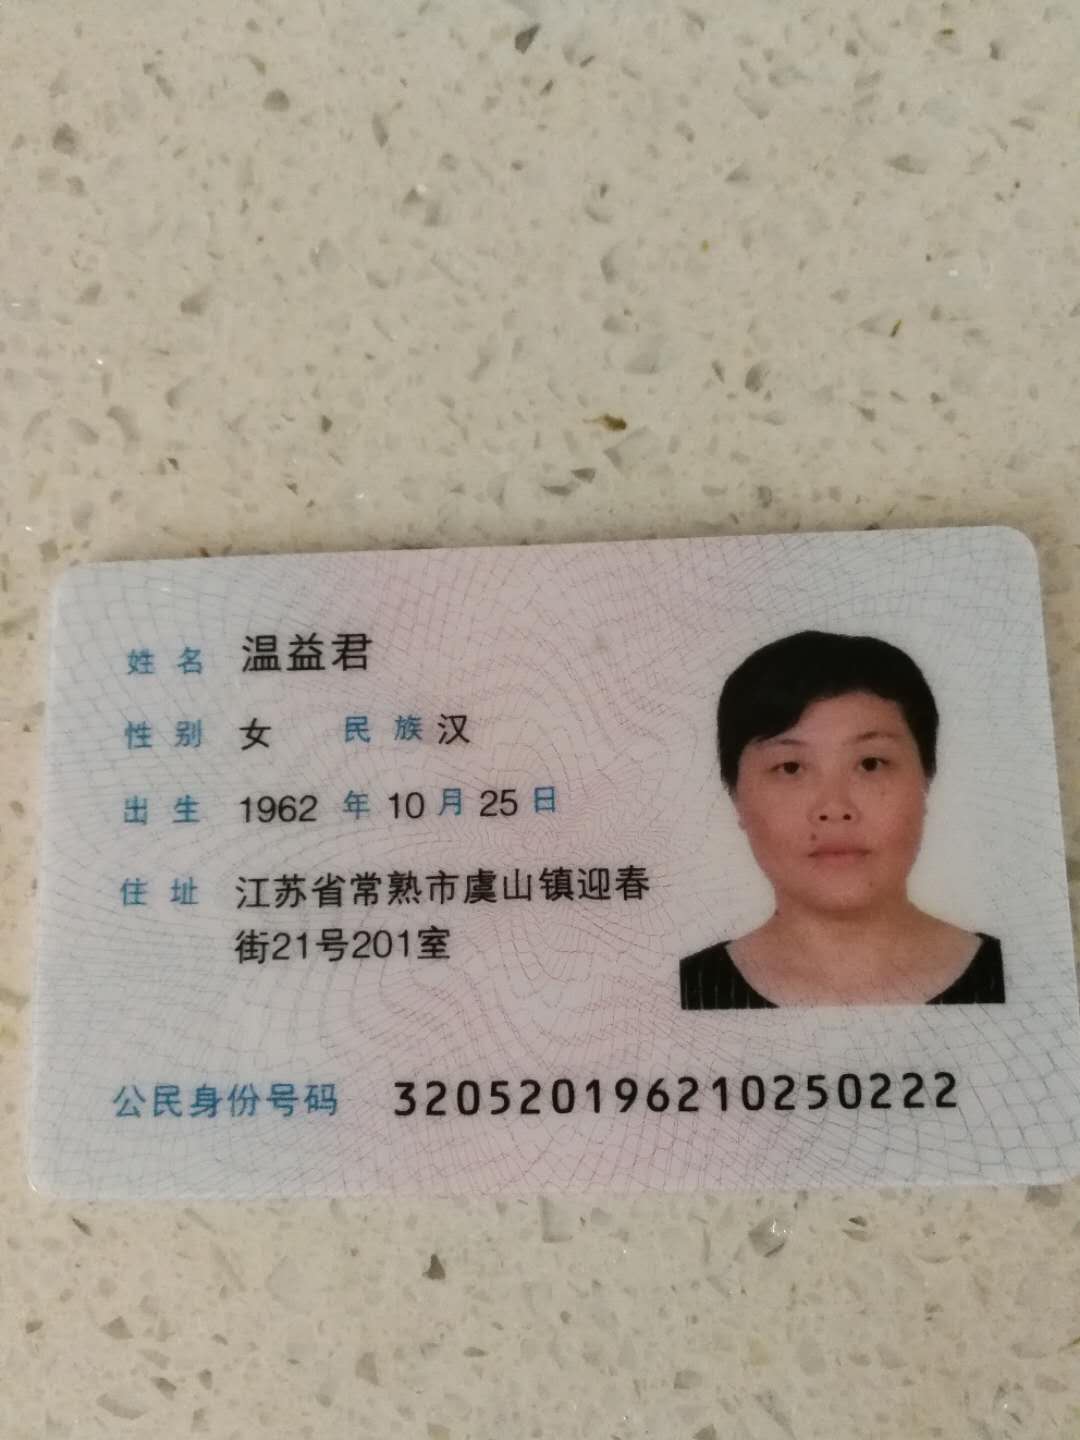 姓名 温益君
性别 女 民族 汉
出生 1962 年 10 月 25 日
住址 江苏省常熟市虞山镇迎春
街21号201室
公民身份号码 320520196210250222